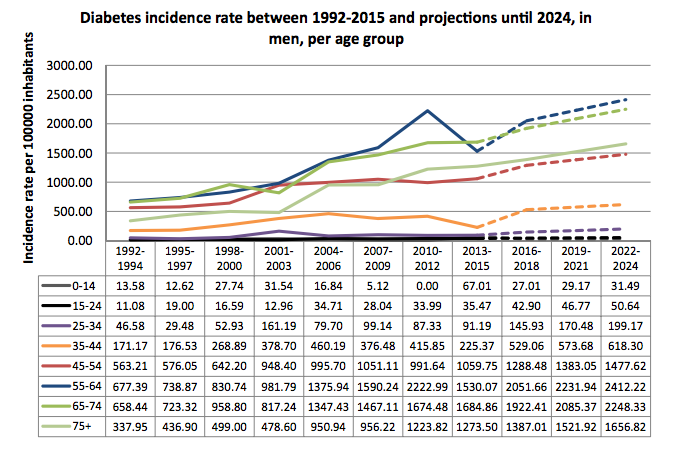 Diabetes incidence rate between 1992-2015 and projections until 2024, in
men, per age group
Incidence rate per 100000 inhabitants
3000.00
2500.00
2000.00
1500.00
1000.00
500.00
0.00
1992-1994 1995-1997 1998-2000 2001-2003 2004-2006 2007-2009 2010-2012 2013-2015 2016-2018 2019-2021 2022-2024
0-14 13.58 12.62 27.74 31.54 16.84 5.12 0.00 67.01 27.01 29.17 31.49
15-24 11.08 19.00 16.59 12.96 34.71 28.04 33.99 35.47 42.90 46.77 50.64
25-34 46.58 29.48 52.93 161.19 79.70 99.14 87.33 91.19 145.93 170.48 199.17
35-44 171.17 176.53 268.89 378.70 460.19 376.48 415.85 225.37 529.06 573.68 618.30
45-54 563.21 576.05 642.20 948.40 995.70 1051.11 991.64 1059.75 1288.48 1383.05 1477.62
55-64 677.39 738.87 830.74 981.79 1375.94 1590.24 2222.99 1530.07 2051.66 2231.94 2412.22
65-74 658.44 723.32 958.80 817.24 1347.43 1467.11 1674.48 1684.86 1922.41 2085.37 2248.33
75+ 337.95 436.90 499.00 478.60 950.94 956.22 1223.82 1273.50 1387.01 1521.92 1656.82